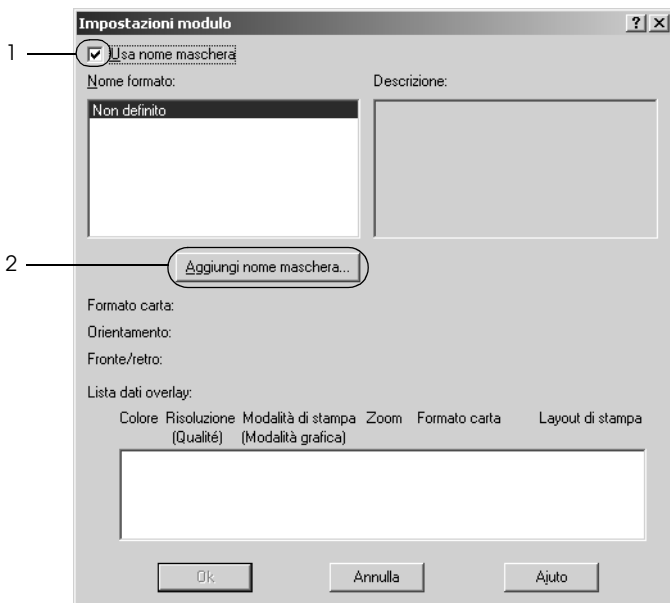 Impostazioni modulo
1
Usa nome maschera
Nome formato:
Descrizione:
Non definito
2
Aggiungi nome maschera...
Formato carta:
Orientamento:
Fronte/retro:
Lista dati overlay:
Colore Risoluzione Modalità di stampa Zoom Formato carta Layout di stampa
(Qualité) (Modalità grafica)
Ok Annulla Aiuto